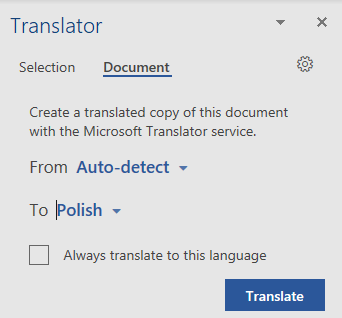 Translator
Selection Document
Create a translated copy of this document
with the Microsoft Translator service.
From Auto-detect
To Polish
Always translate to this language
Translate